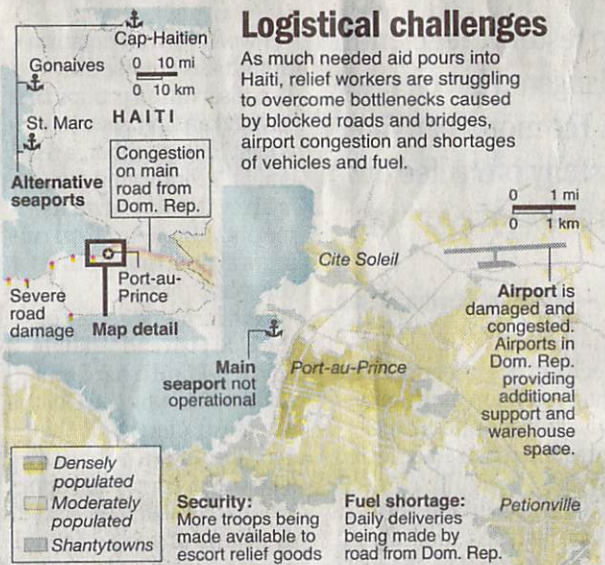 Logistical challenges
As much needed aid pours into
Haiti, relief workers are struggling
to overcome bottlenecks caused
by blocked roads and bridges,
airport congestion and shortages
of vehicles and fuel.
Cap-Haitien
Gonaives
0 10 mi
0 10 km
St. Marc
HAITI
Alternative
seaports
Congestion
on main
road from
Dom. Rep.
Port-au-
Prince
Severe
road
damage
Map detail
0 1 mi
0 1 km
Cite Soleil
Airport is
damaged and
congested.
Airports in
Dom. Rep.
providing
additional
support and
warehouse
space.
Main
seaport not
operational
Port-au-Prince
Densely
populated
Moderately
populated
Shantytowns
Security:
More troops being
made available to
escort relief goods
Fuel shortage:
Daily deliveries
being made by
road from Dom. Rep.
Petionville